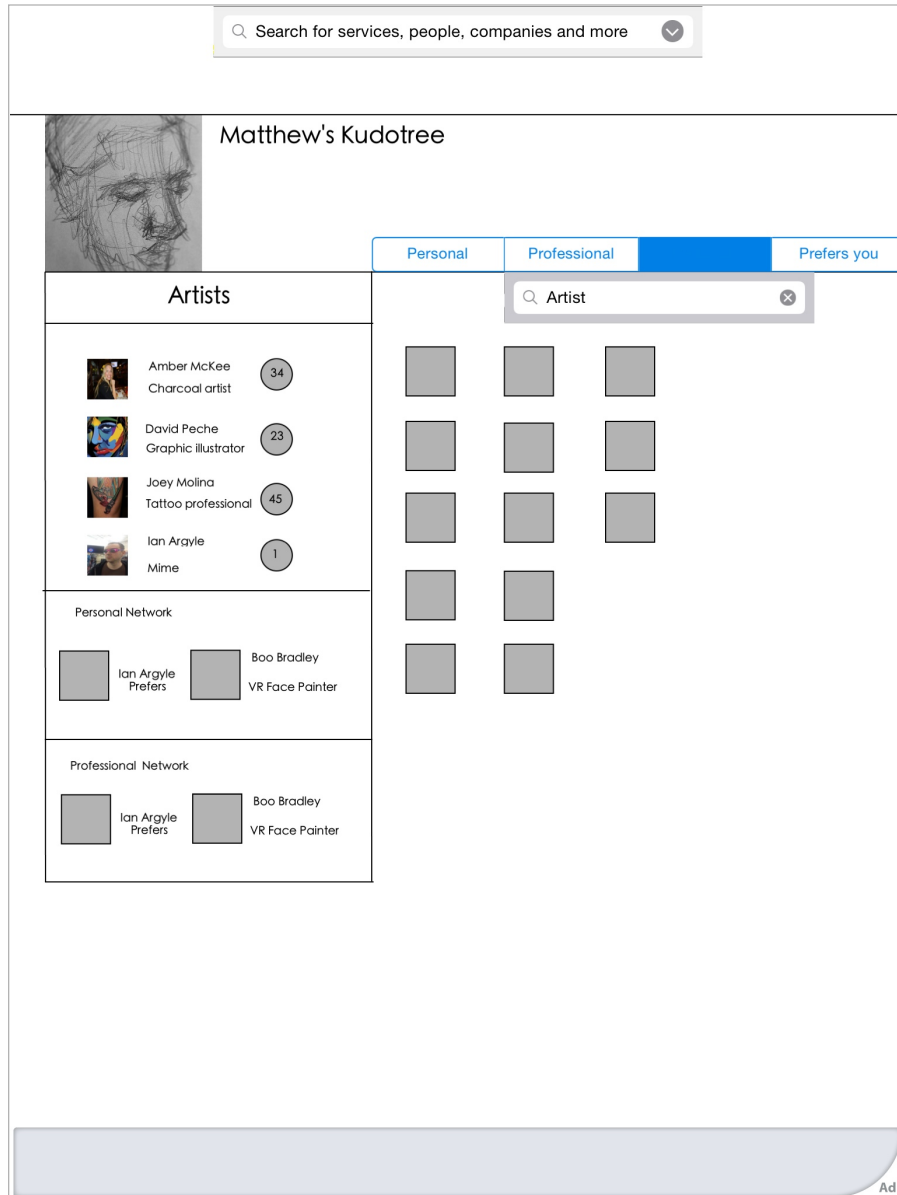 Search for services, people, companies and more
Matthew's Kudotree
Personal
Professional
Prefers you
Artists
Artist
Amber McKee
34
Charcoal artist
David Peche
23
Graphic illustrator
Joey Molina
45
Tattoo professional
Ian Argyle
1
Mime
Personal Network
Ian Argyle
Prefers
Boo Bradley
VR Face Painter
Professional Network
Ian Argyle
Prefers
Boo Bradley
VR Face Painter
Ad